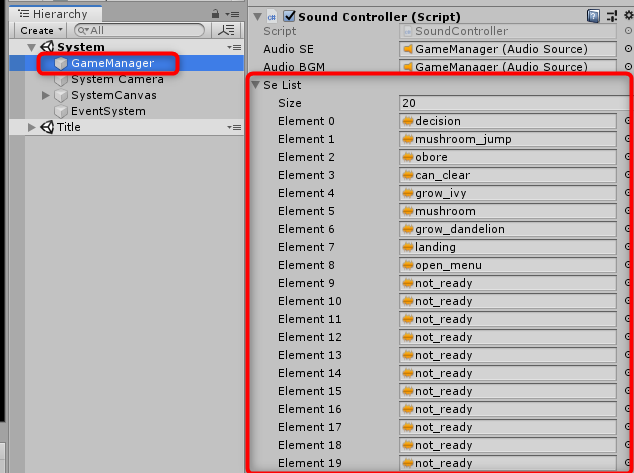 Hierarchy
Create
All
System
GameManager
System Camera
SystemCanvas
EventSystem
Title
Sound Controller (Script)
Script SoundController
Audio SE GameManager (Audio Source)
Audio BGM GameManager (Audio Source)
Se List
Size 20
Element 0 decision
Element 1 mushroom_jump
Element 2 obore
Element 3 can_clear
Element 4 grow_ivy
Element 5 mushroom
Element 6 grow_dandelion
Element 7 landing
Element 8 open_menu
Element 9 not_ready
Element 10 not_ready
Element 11 not_ready
Element 12 not_ready
Element 13 not_ready
Element 14 not_ready
Element 15 not_ready
Element 16 not_ready
Element 17 not_ready
Element 18 not_ready
Element 19 not_ready